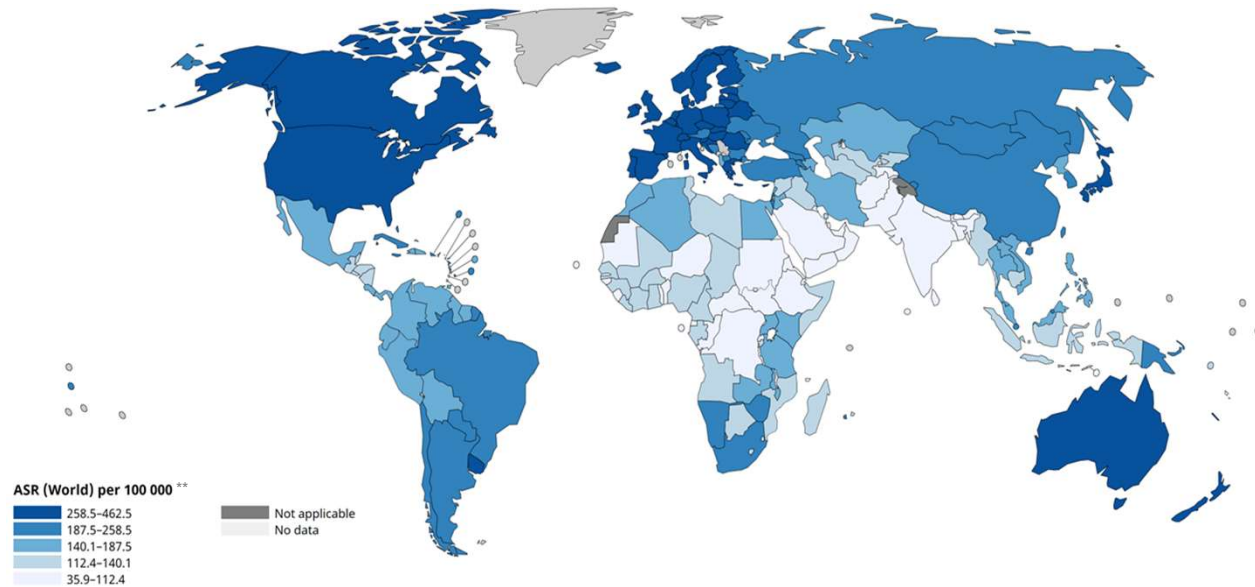 ASR (World) per 100 000 **
258.5–462.5
187.5–258.5
140.1–187.5
112.4–140.1
35.9–112.4
Not applicable
No data